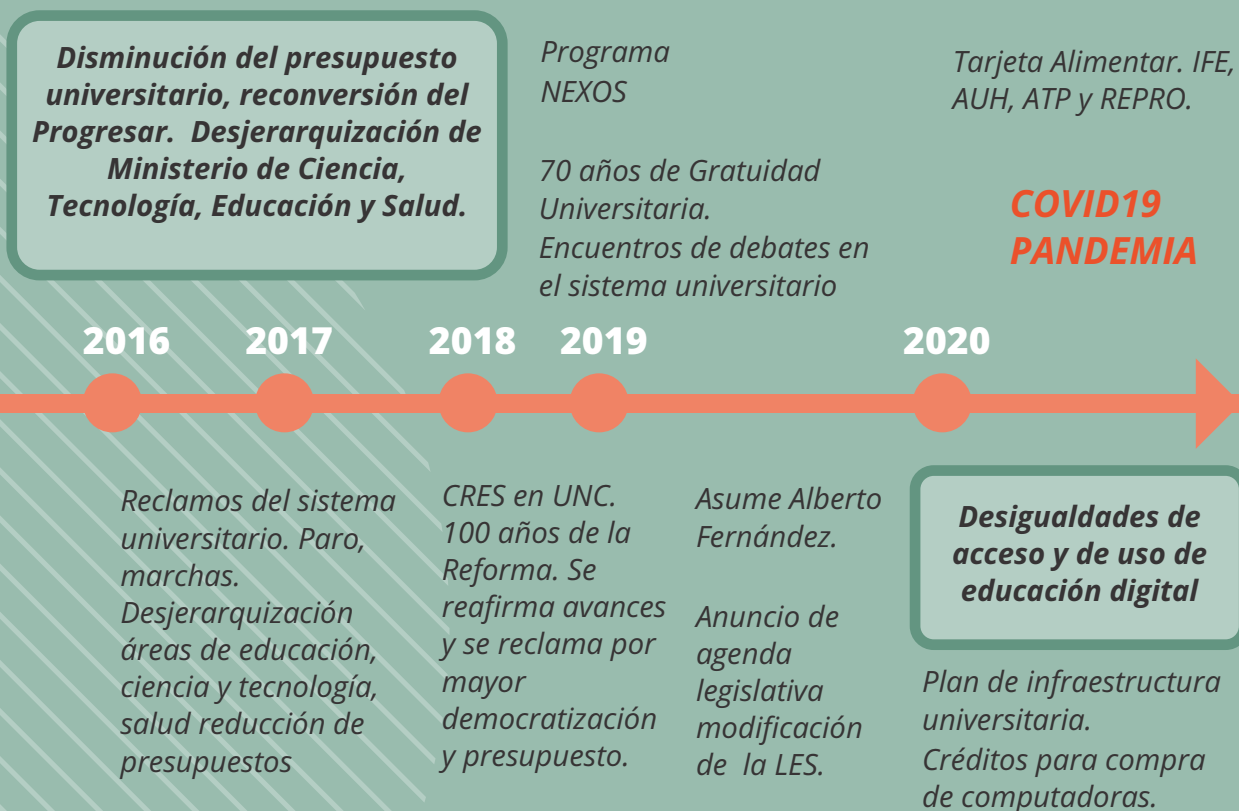 Disminución del presupuesto
universitario, reconversión del
Progresar. Desjerarquización de
Ministerio de Ciencia,
Tecnología, Educación y Salud.
Programa
NEXOS
70 años de Gratuidad
Universitaria.
Encuentros de debates en
el sistema universitario
Tarjeta Alimentar. IFE,
AUH, ATP y REPRO.
COVID19
PANDEMIA
2016
2017
2018
2019
2020
Reclamos del sistema
universitario. Paro,
marchas.
Desjerarquización
áreas de educación,
ciencia y tecnología,
salud reducción de
presupuestos
CRES en UNC.
100 años de la
Reforma. Se
reafirma avances
y se reclama por
mayor
democratización
y presupuesto.
Asume Alberto
Fernández.
Anuncio de
agenda
legislativa
modificación
de la LES.
Desigualdades de
acceso y de uso de
educación digital
Plan de infraestructura
universitaria.
Créditos para compra
de computadoras.